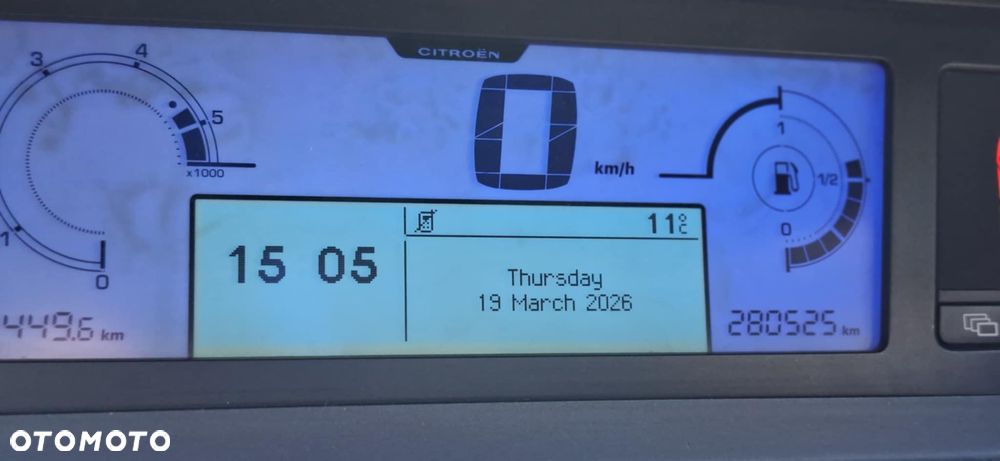 CITROËN
3
4
5
x1000
1
0
0
km/h
1
1/2
0
15 05
11°C
Thursday
19 March 2026
449.6 km
280525 km
OTOMOTO